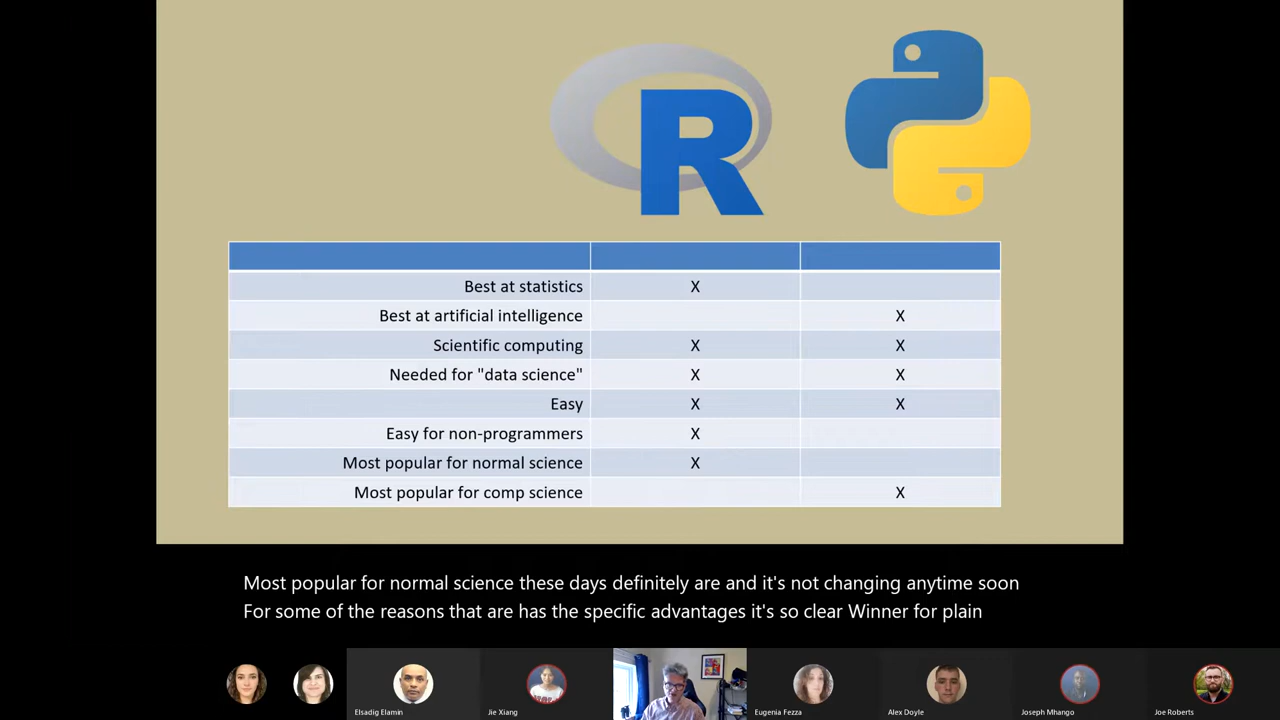 R
Best at statistics X
Best at artificial intelligence X
Scientific computing X X
Needed for "data science" X X
Easy X X
Easy for non-programmers X
Most popular for normal science X
Most popular for comp science X
Most popular for normal science these days definitely are and it's not changing anytime soon
For some of the reasons that are has the specific advantages it's so clear Winner for plain
Elsadig Elamin
Jie Xiang
Eugenia Fezza
Alex Doyle
Joseph Mhango
Joe Roberts